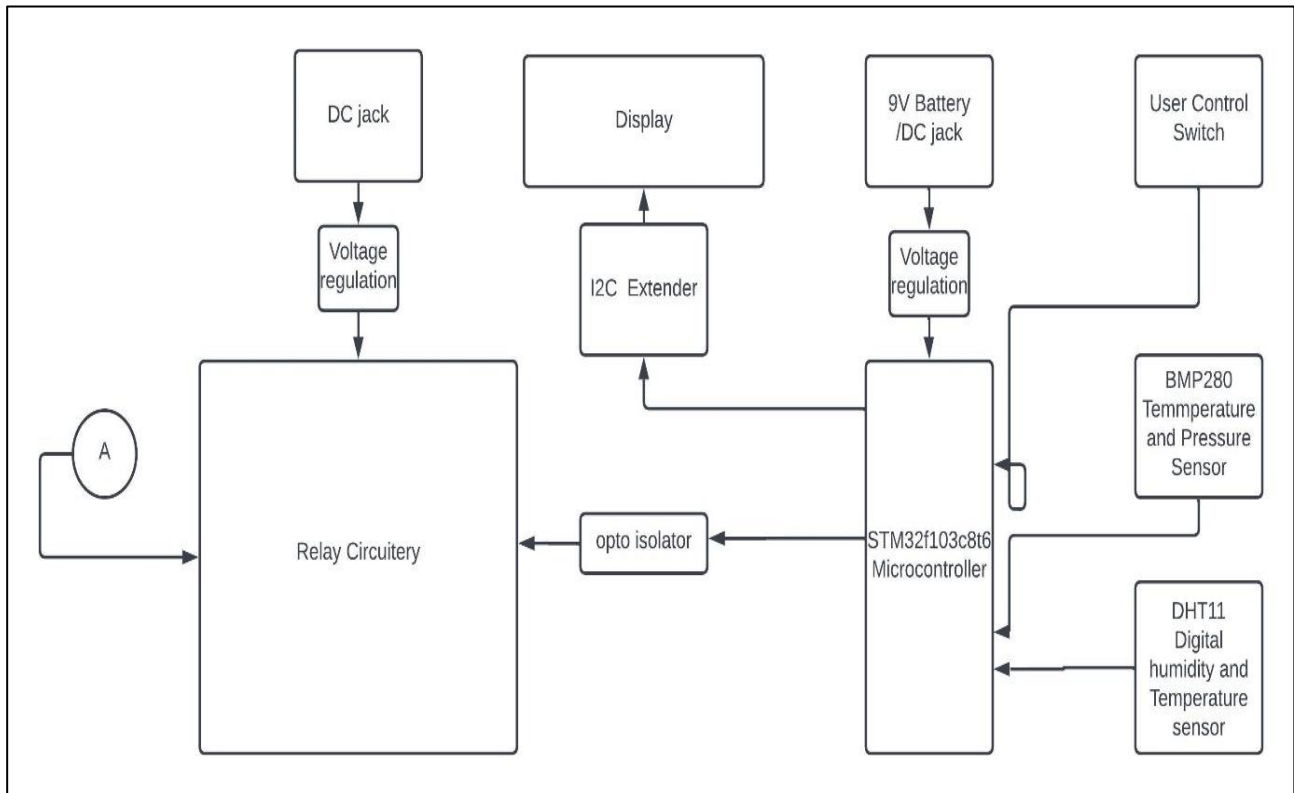 DC jack
Display
9V Battery
/DC jack
User Control
Switch
Voltage
regulation
I2C Extender
Voltage
regulation
BMP280
Temmperature
and Pressure
Sensor
A
Relay Circuitery
opto isolator
STM32f103c8t6
Microcontroller
DHT11
Digital
humidity and
Temperature
sensor